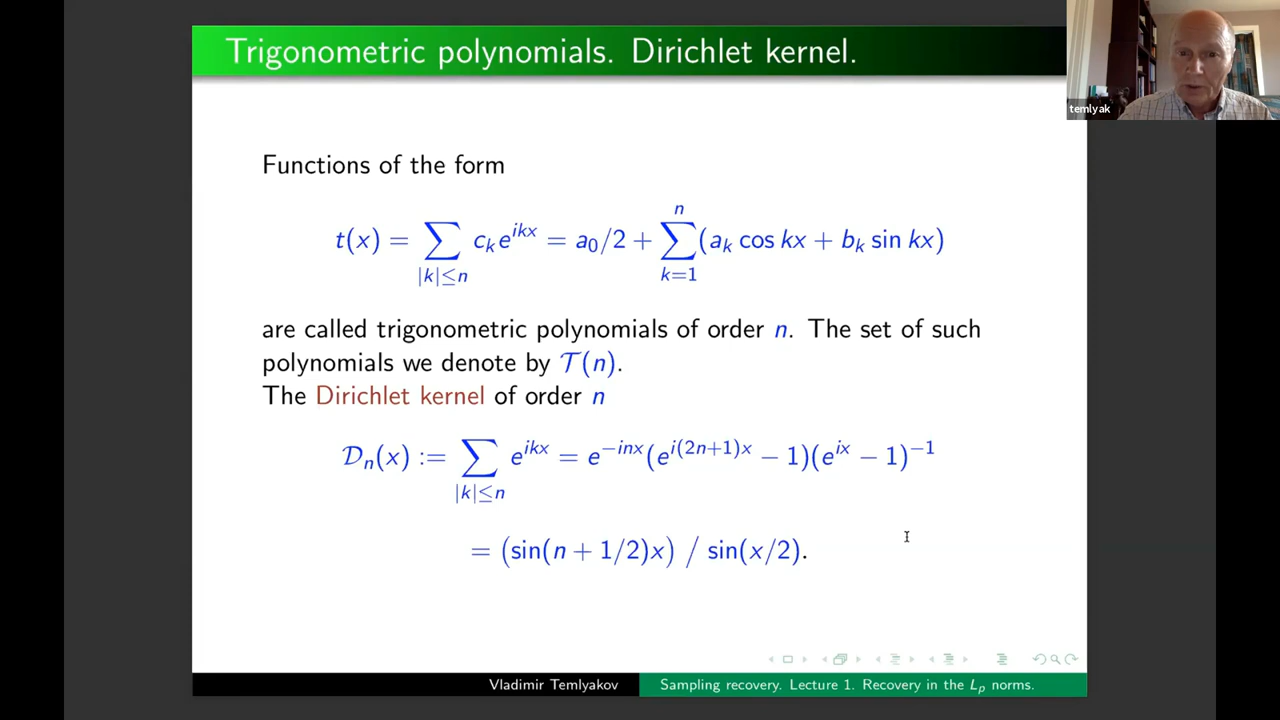 Trigonometric polynomials. Dirichlet kernel.
temlyak
Functions of the form
t(x) = ∑_{|k|≤n} c_k e^{ikx} = a_0/2 + ∑_{k=1}^{n} (a_k cos kx + b_k sin kx)
are called trigonometric polynomials of order n. The set of such
polynomials we denote by 𝒯(n).
The Dirichlet kernel of order n
𝒟_n(x) := ∑_{|k|≤n} e^{ikx} = e^{−inx}(e^{i(2n+1)x} − 1)(e^{ix} − 1)^{−1}
= (sin(n + 1/2)x) / sin(x/2).
Vladimir Temlyakov
Sampling recovery. Lecture 1. Recovery in the L_p norms.